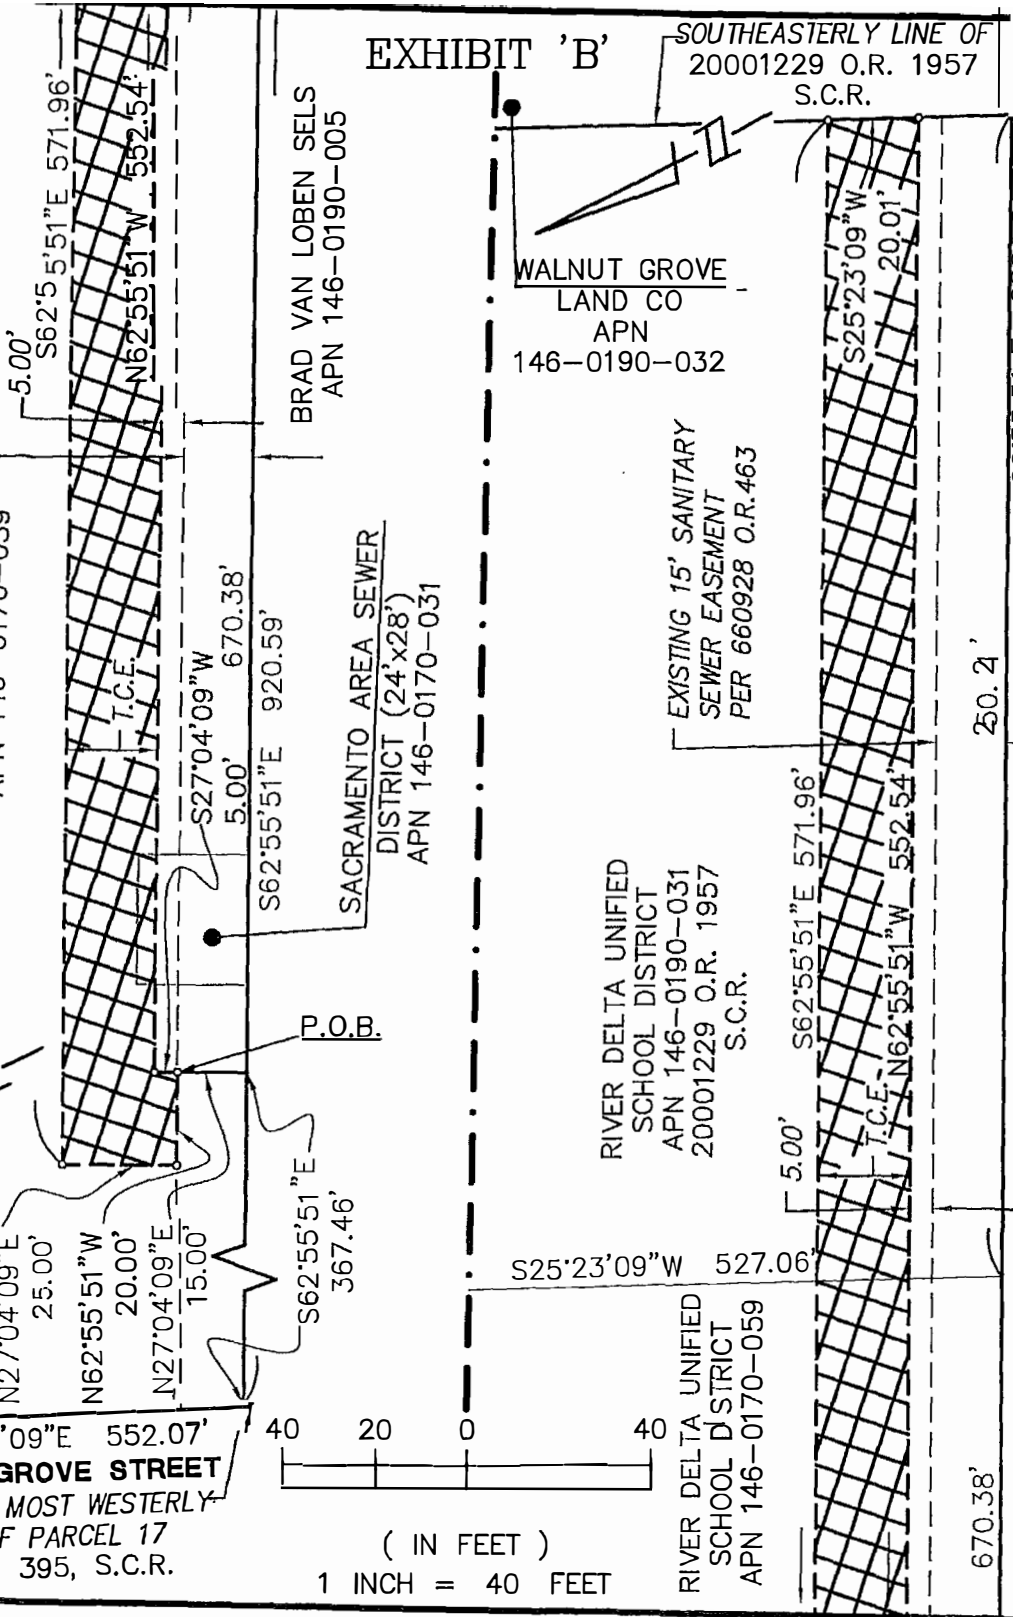 EXHIBIT 'B'
SOUTHEASTERLY LINE OF
20001229 O.R. 1957
S.C.R.
5.00'
S62°55'51"E 571.96'
N62°55'51"W 552.54'
BRAD VAN LOBEN SELS
APN 146-0190-005
WALNUT GROVE
LAND CO
APN
146-0190-032
S25°23'09"W
20.01'
T.C.E.
S27°04'09"W
5.00'
670.38'
S62°55'51"E 920.59'
SACRAMENTO AREA SEWER
DISTRICT (24'x28')
APN 146-0170-031
EXISTING 15' SANITARY
SEWER EASEMENT
PER 660928 O.R.463
P.O.B.
RIVER DELTA UNIFIED
SCHOOL DISTRICT
APN 146-0190-031
20001229 O.R. 1957
S.C.R.
S62°55'51"E 571.96'
N62°55'51"W 552.54'
T.C.E.
5.00'
N27°04'09"E
25.00'
N62°55'51"W
20.00'
N27°04'09"E
15.00'
S62°55'51"E
367.46'
S25°23'09"W 527.06'
RIVER DELTA UNIFIED
SCHOOL DISTRICT
APN 146-0170-059
670.38'
'09"E 552.07'
GROVE STREET
MOST WESTERLY
F PARCEL 17
395, S.C.R.
40 20 0 40
( IN FEET )
1 INCH = 40 FEET